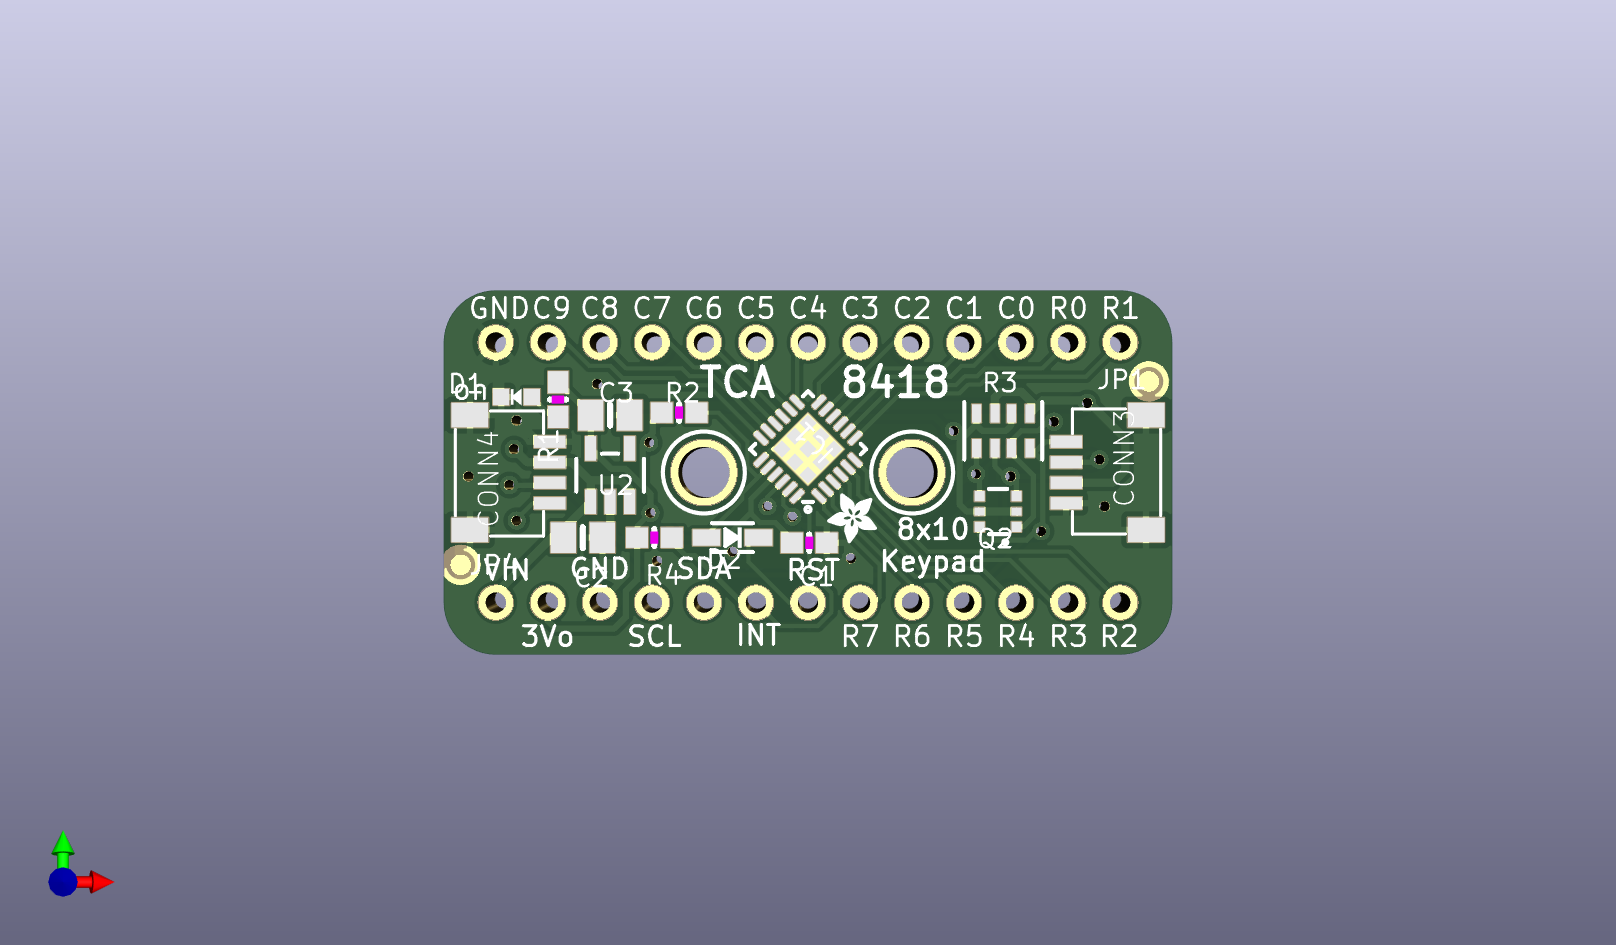 GND C9 C8 C7 C6 C5 C4 C3 C2 C1 C0 R0 R1
TCA 8418
D1 C3 R2 R3 JP1
on
R1 CONN4 U2 CONN3
8x10 Q2
Keypad
VIN GND SDA D2 RST
C2 R4 C1
3Vo SCL INT R7 R6 R5 R4 R3 R2